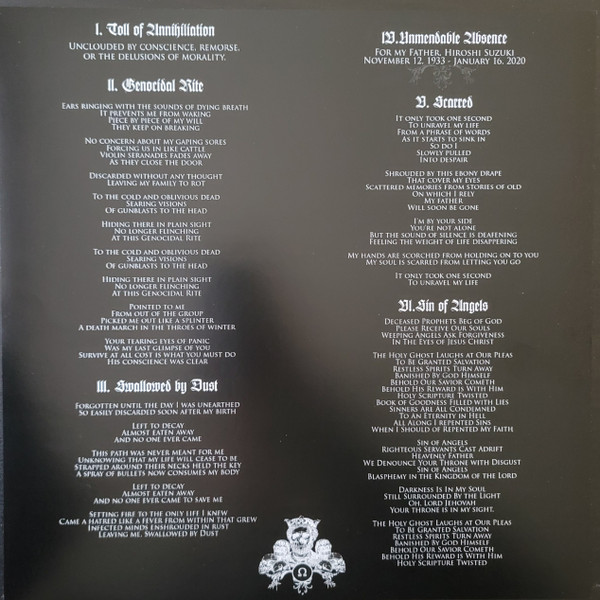 I. Toll of Annihilation
Unclouded by conscience, remorse,
or the delusions of morality.
II. Genocidal Rite
Ears ringing with the sounds of dying breath
It prevents me from waking
Piece by piece of my will
They keep on breaking
No concern about my gaping sores
Forcing us in like cattle
Violin seranades fades away
As they close the door
Discarded without any thought
Leaving my family to rot
To the cold and oblivious dead
Searing visions
Of gunblasts to the head
Hiding there in plain sight
No longer flinching
At this Genocidal Rite
To the cold and oblivious dead
Searing visions
Of gunblasts to the head
Hiding there in plain sight
No longer flinching
At this Genocidal Rite
Pointed to me
From out of the group
Picked me out like a splinter
A death march in the throes of winter
Your tearing eyes of panic
Was my last glimpse of you
Survive at all cost is what you must do
His conscience was clear
III. Swallowed by Dust
Forgotten until the day I was unearthed
So easily discarded soon after my birth
Left to decay
Almost eaten away
And no one ever came
This path was never meant for me
Unknowing that my life will cease to be
Strapped around their necks held the key
A spray of bullets now consumes my body
Left to decay
Almost eaten away
And no one ever came to save me
Setting fire to the only life I knew
Came a hatred like a fever from within that grew
Infected minds enshrouded in rust
Leaving me, Swallowed by Dust
IV. Unmendable Absence
For my Father, Hiroshi Suzuki
November 12, 1933 - January 16, 2020
V. Scarred
It only took one second
To unravel my life
From a phrase of words
As it starts to sink in
So do I
Slowly pulled
Into despair
Shrouded by this ebony drape
That cover my eyes
Scattered memories from stories of old
On which I rely
My father
Will soon be gone
I'm by your side
You're not alone
But the sound of silence is deafening
Feeling the weight of life disappering
My hands are scorched from holding on to you
My soul is scarred from letting you go
It only took one second
To unravel my life
VI. Sin of Angels
Deceased Prophets Beg of God
Please Receive Our Souls
Weeping Angels Ask Forgiveness
In The Eyes of Jesus Christ
The Holy Ghost Laughs at Our Pleas
To Be Granted Salvation
Restless Spirits Turn Away
Banished By God Himself
Behold Our Savior Cometh
Behold His Reward is With Him
Holy Scripture Twisted
Book of Goodness Filled with Lies
Sinners Are All Condemned
To an Eternity in Hell
All Along I Repented Sins
When I Should of Repented My Faith
Sin of Angels
Righteous Servants Cast Adrift
Heavenly Father
We Denounce Your Throne with Disgust
Sin of Angels
Blasphemy in the Kingdom of the Lord
Darkness Is In My Soul
Still Surrounded By the Light
Oh, Lord Jehovah
Your throne is in my sight.
The Holy Ghost Laughs at Our Pleas
To Be Granted Salvation
Restless Spirits Turn Away
Banished By God Himself
Behold Our Savior Cometh
Behold His Reward is With Him
Holy Scripture Twisted
Ω